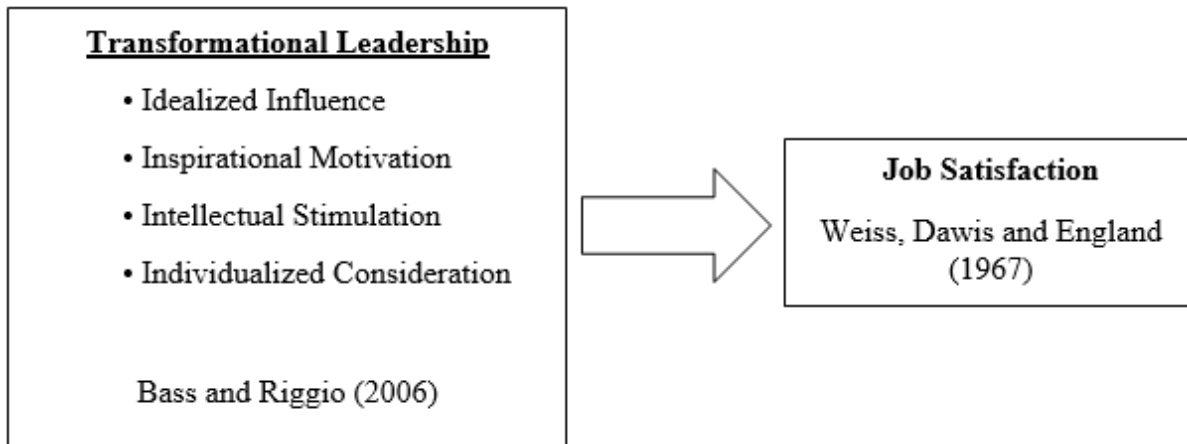 Transformational Leadership
• Idealized Influence
• Inspirational Motivation
• Intellectual Stimulation
• Individualized Consideration
Bass and Riggio (2006)
Job Satisfaction
Weiss, Dawis and England
(1967)